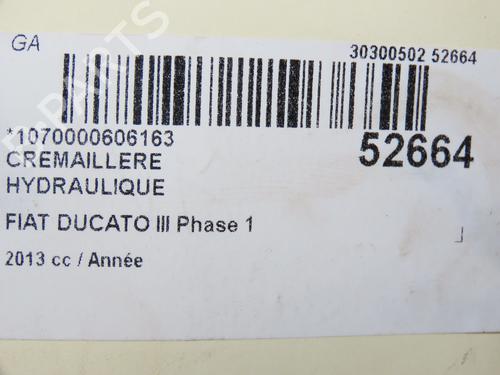 GA
30300502 52664
*1070000606163
52664
CREMAILLERE
HYDRAULIQUE
FIAT DUCATO III Phase 1
2013 cc / Année